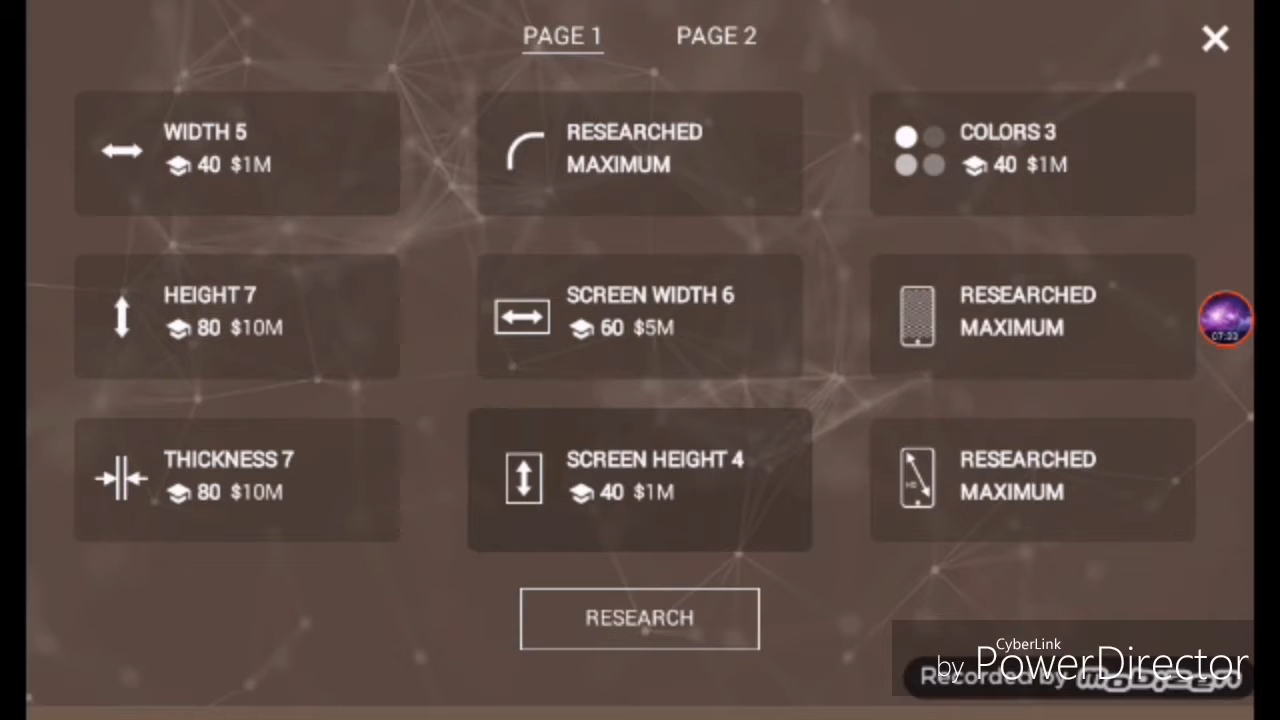 PAGE 1
PAGE 2
WIDTH 5
40 $1M
RESEARCHED
MAXIMUM
COLORS 3
40 $1M
HEIGHT 7
80 $10M
SCREEN WIDTH 6
60 $5M
RESEARCHED
MAXIMUM
07:33
THICKNESS 7
80 $10M
SCREEN HEIGHT 4
40 $1M
RESEARCHED
MAXIMUM
RESEARCH
CyberLink
by PowerDirector
Recorded by